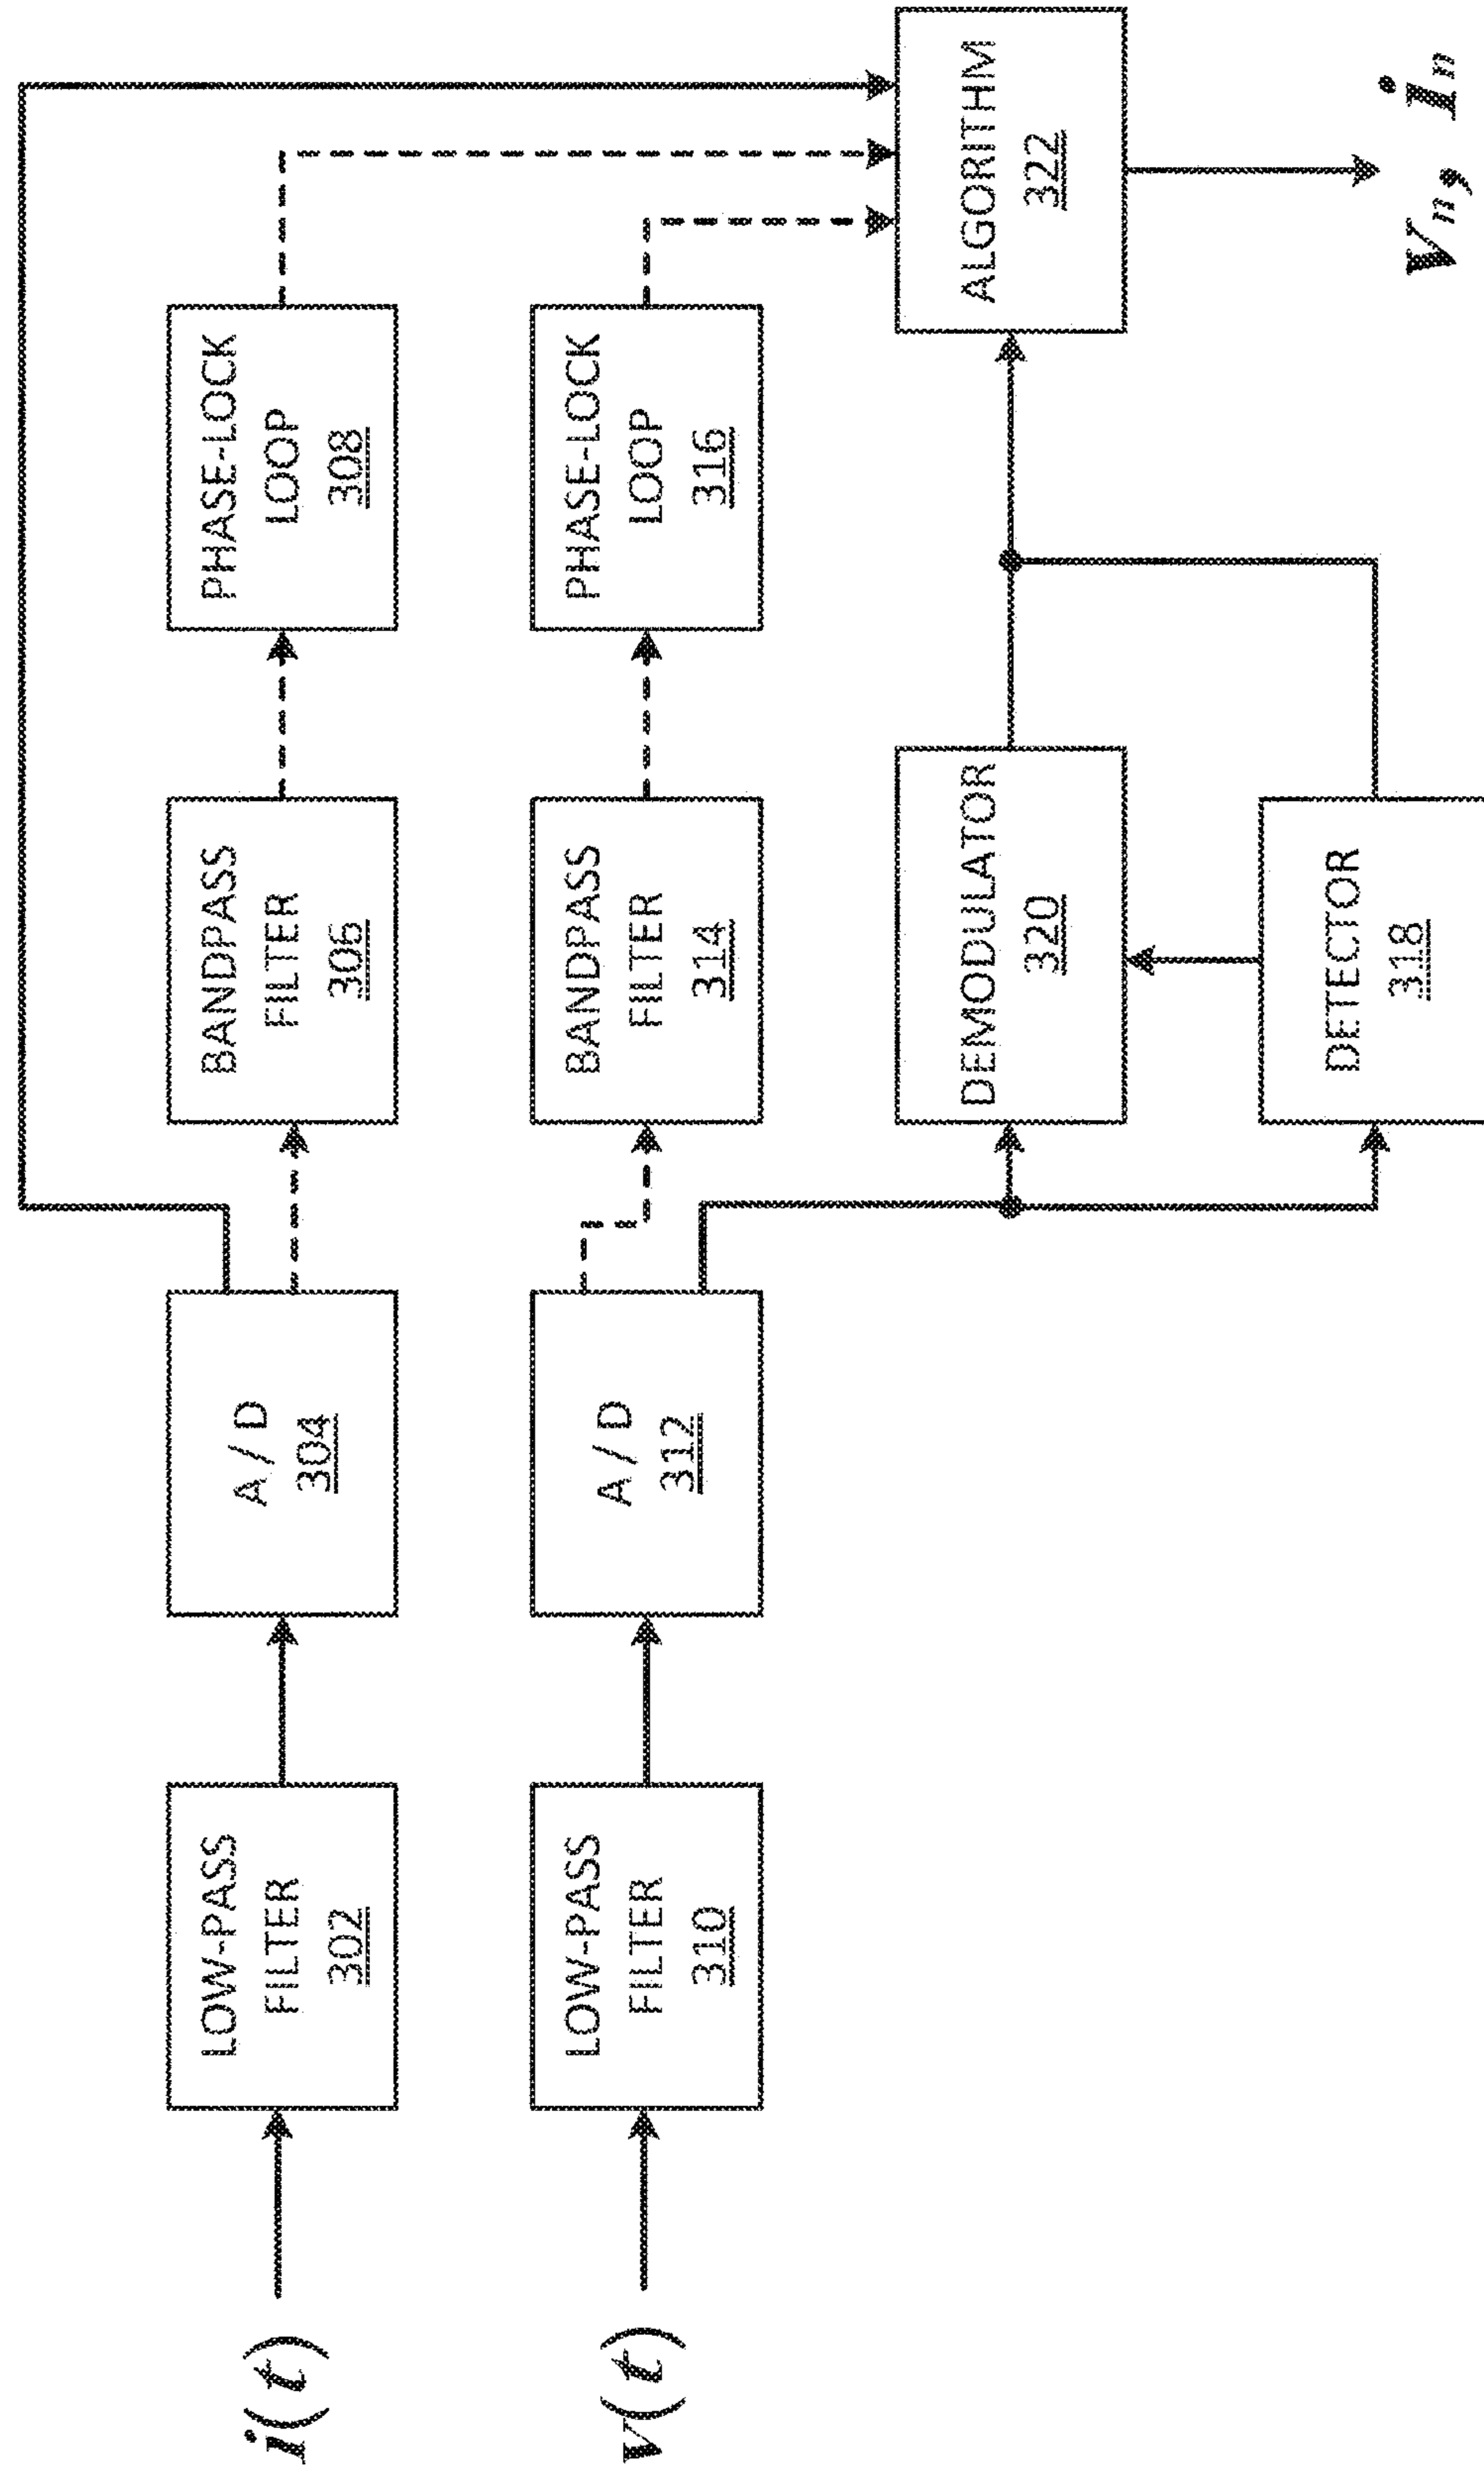 i(t)
LOW-PASS
FILTER
302
A / D
304
BANDPASS
FILTER
306
PHASE-LOCK
LOOP
308
v(t)
LOW-PASS
FILTER
310
A / D
312
BANDPASS
FILTER
314
PHASE-LOCK
LOOP
316
DEMODULATOR
320
ALGORITHM
322
DETECTOR
318
Vn, in